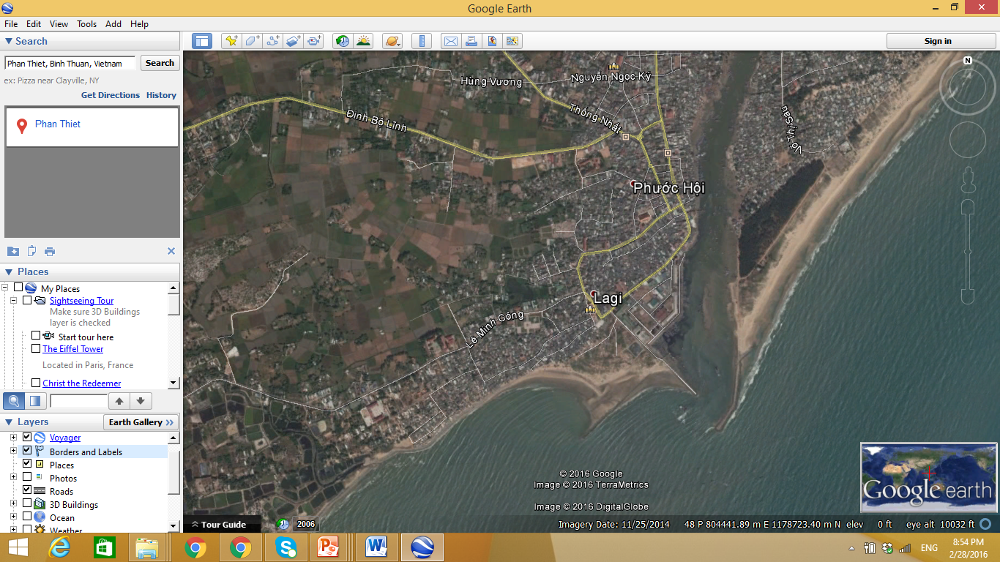 Google Earth
File Edit View Tools Add Help
Search
Sign in
Phan Thiet, Binh Thuan, Vietnam Search
ex: Pizza near Clayville, NY
Get Directions History
Phan Thiet
Places
My Places
Sightseeing Tour
Make sure 3D Buildings
layer is checked
Start tour here
The Eiffel Tower
Located in Paris, France
Christ the Redeemer
Layers
Earth Gallery »
Voyager
Borders and Labels
Places
Photos
Roads
3D Buildings
Ocean
Weather
N
Hùng Vương
Nguyễn Ngọc Kỳ
Thống Nhất
Đinh Bộ Lĩnh
Võ Thị Sáu
Phước Hội
Lagi
Lê Minh Công
© 2016 Google
Image © 2016 TerraMetrics
Image © 2016 DigitalGlobe
Google earth
Tour Guide
2006
Imagery Date: 11/25/2014 48 P 804441.89 m E 1178723.40 m N elev 0 ft eye alt 10032 ft
ENG
8:54 PM
2/28/2016